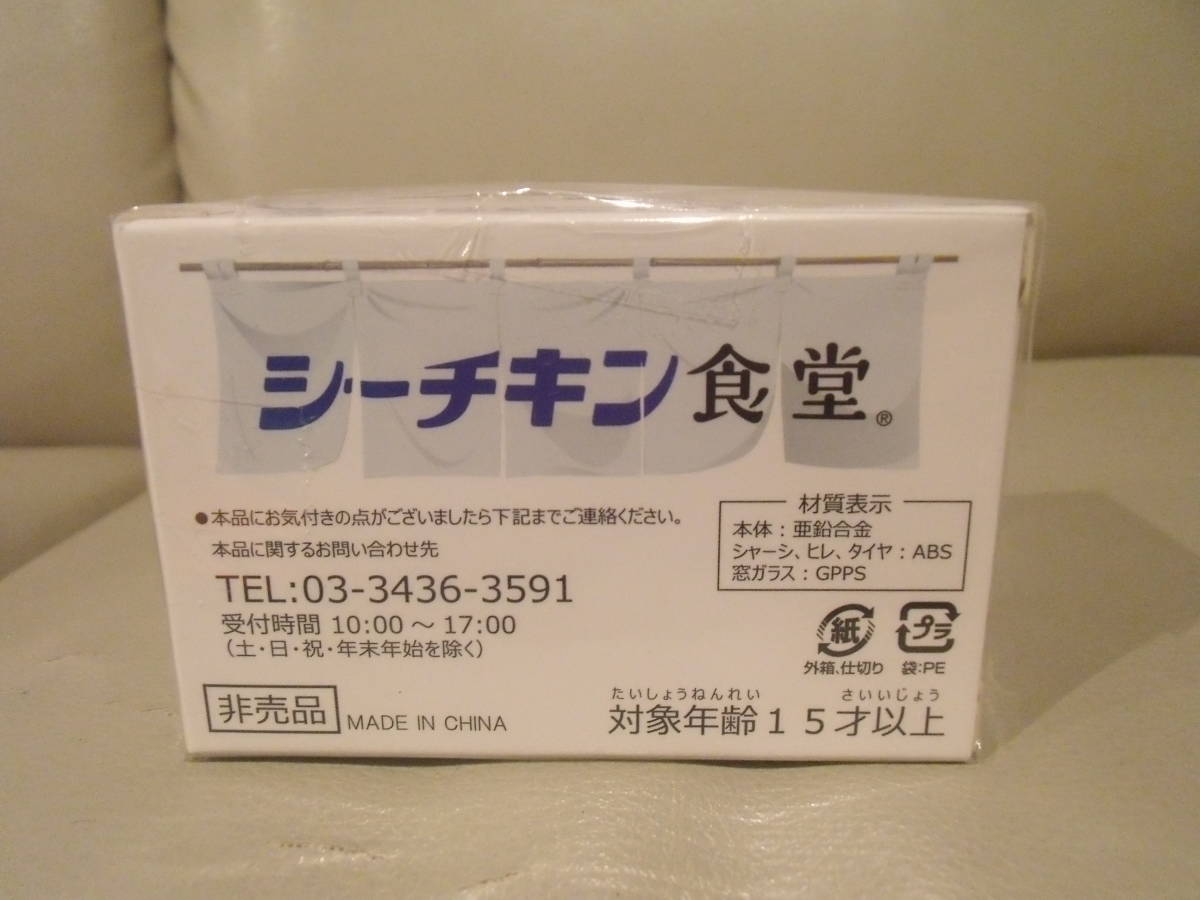 シーチキン食堂®
●本品にお気付きの点がございましたら下記までご連絡ください。
本品に関するお問い合わせ先
TEL:03-3436-3591
受付時間 10:00 ～ 17:00
（土・日・祝・年末年始を除く）
材質表示
本体：亜鉛合金
シャーシ、ヒレ、タイヤ：ABS
窓ガラス：GPPS
紙
プラ
外箱、仕切り
袋:PE
非売品
MADE IN CHINA
たいしょうねんれい さいいじょう
対象年齢１５才以上